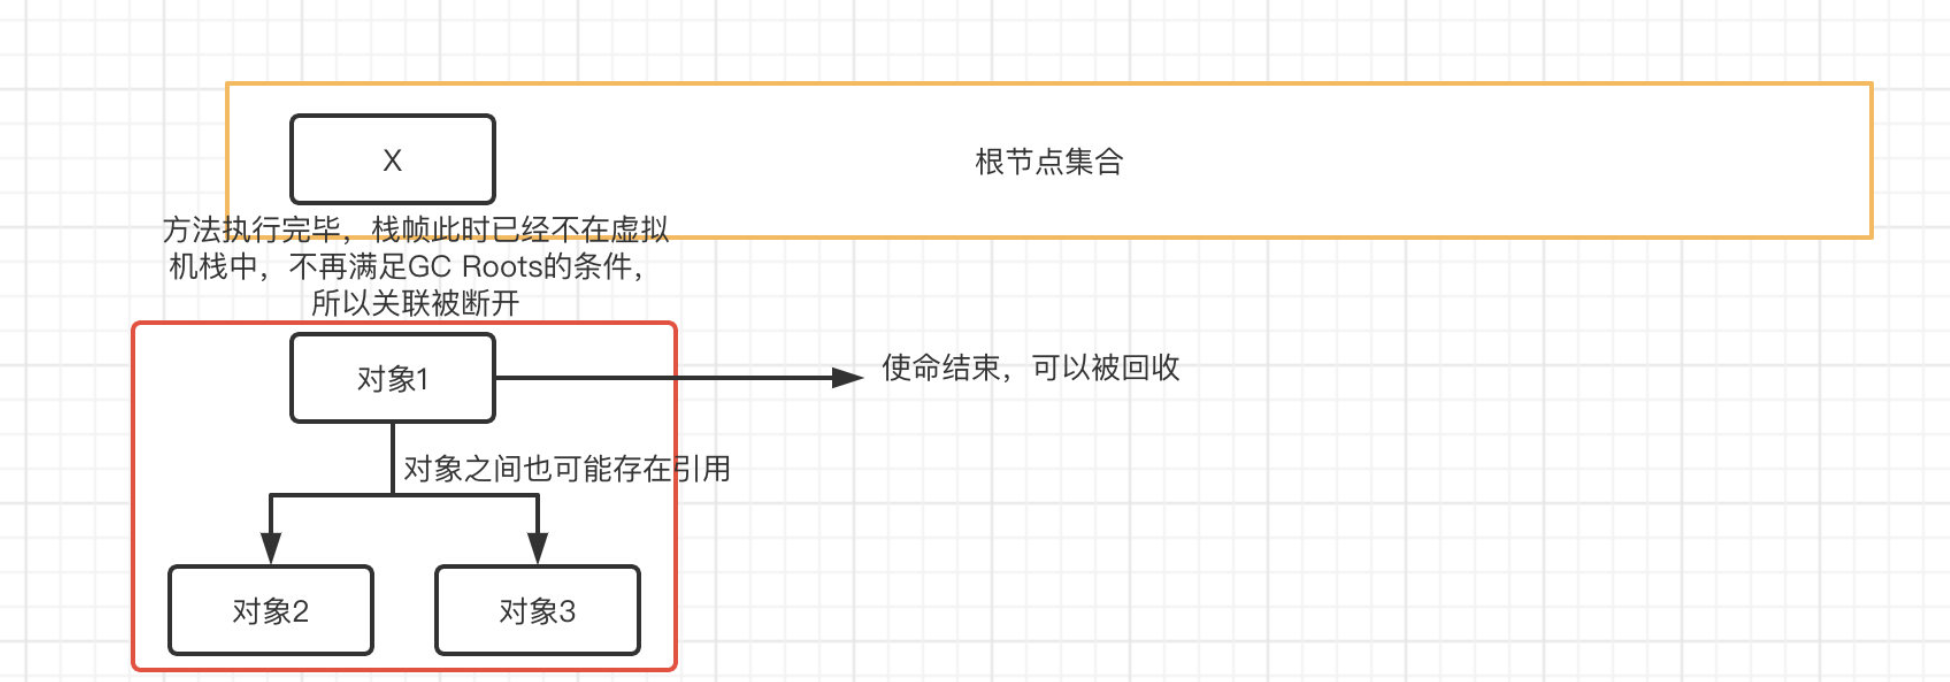 X
根节点集合
方法执行完毕，栈帧此时已经不在虚拟
机栈中，不再满足GC Roots的条件，
所以关联被断开
对象1
使命结束，可以被回收
对象之间也可能存在引用
对象2
对象3